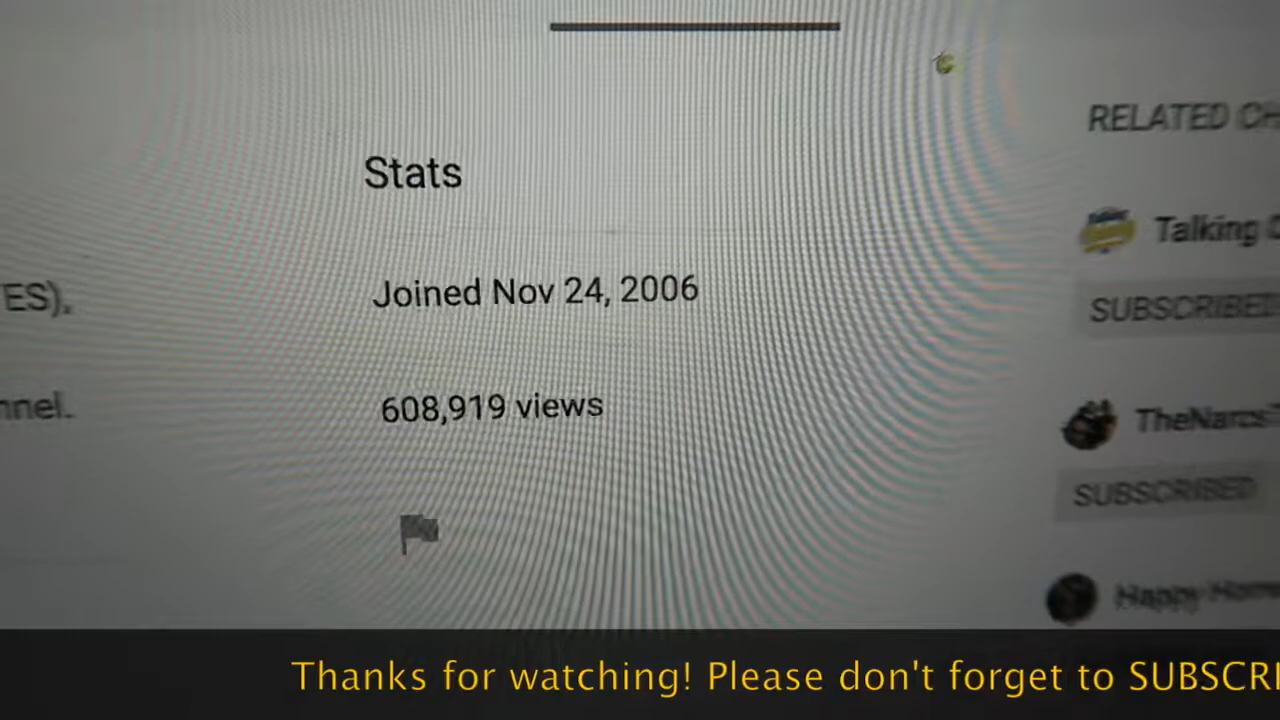 Stats
Joined Nov 24, 2006
608,919 views
ES),
nnel.
RELATED
Talking
SUBSCRIBED
SUBSCRIBED
Happy
Thanks for watching! Please don't forget to SUBSCRI